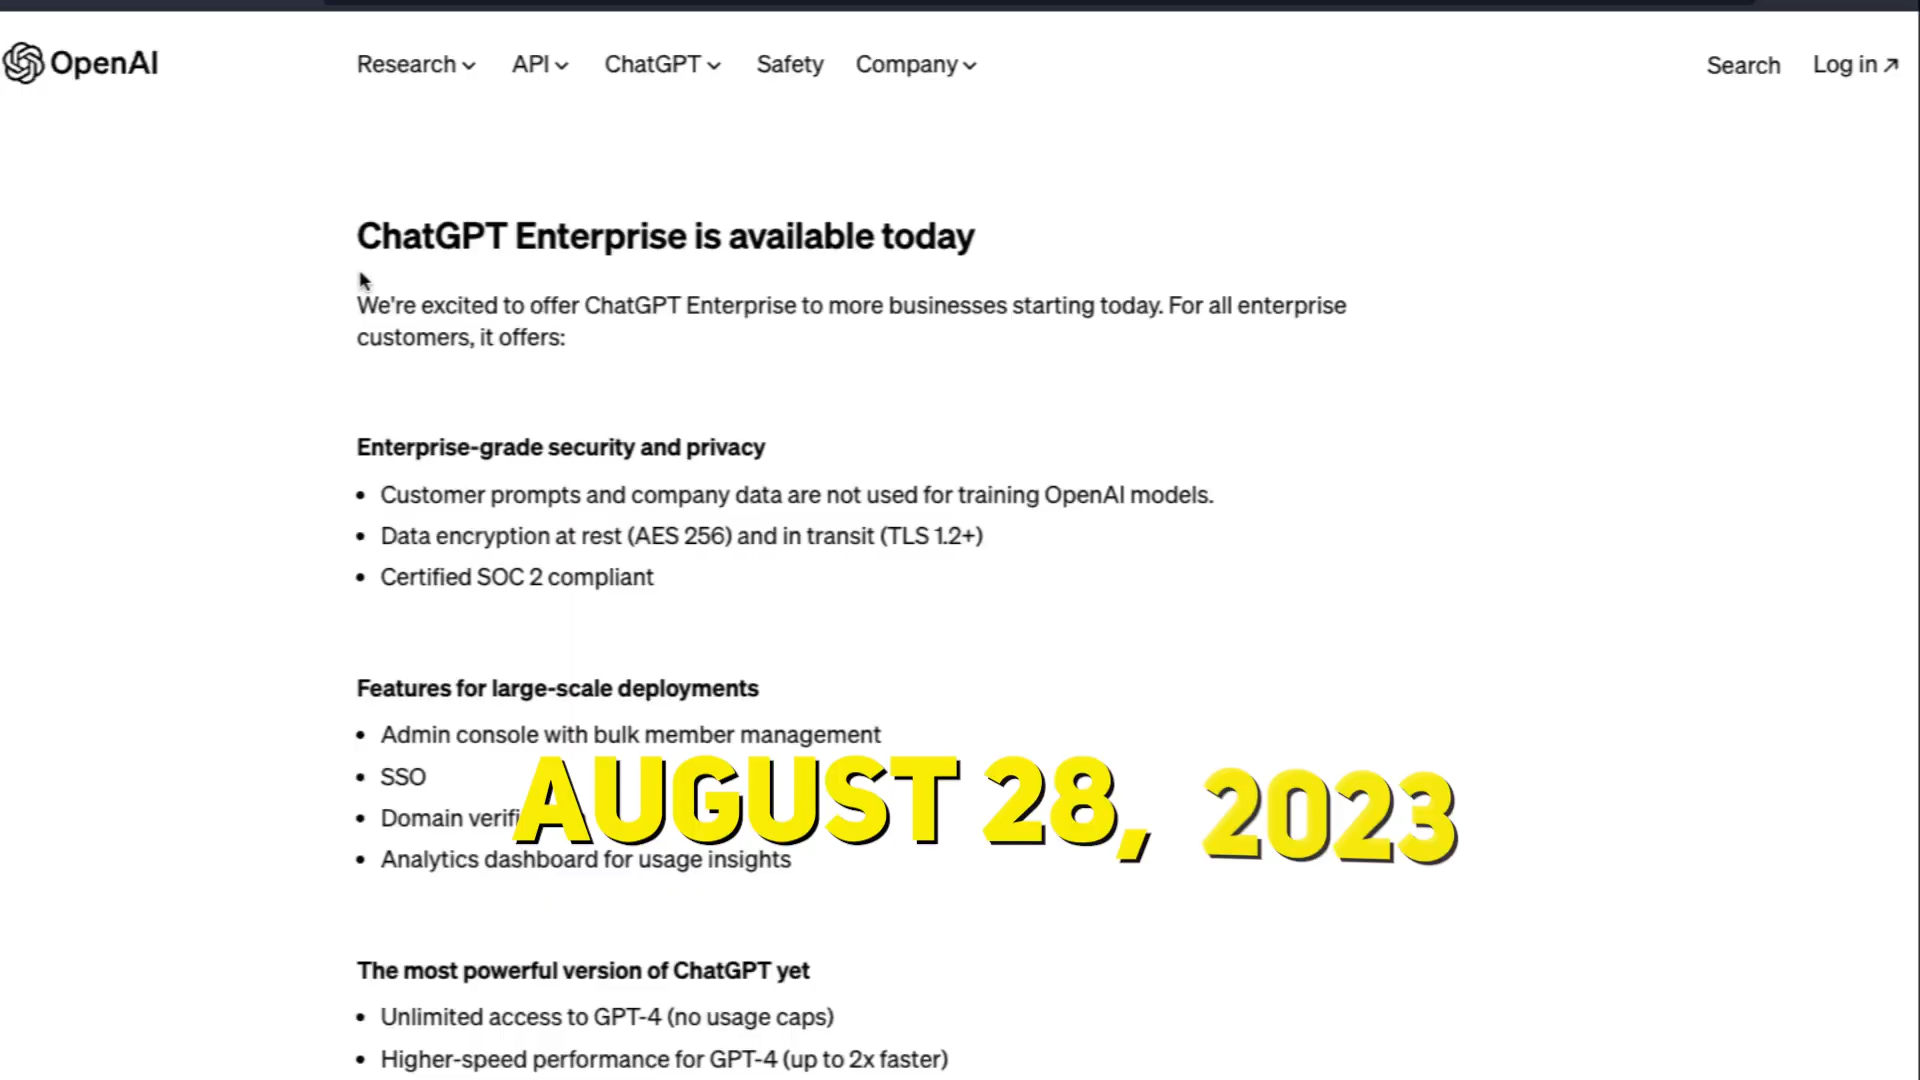 OpenAI
Research API ChatGPT Safety Company Search Log in
ChatGPT Enterprise is available today
We're excited to offer ChatGPT Enterprise to more businesses starting today. For all enterprise
customers, it offers:
Enterprise-grade security and privacy
• Customer prompts and company data are not used for training OpenAI models.
• Data encryption at rest (AES 256) and in transit (TLS 1.2+)
• Certified SOC 2 compliant
Features for large-scale deployments
• Admin console with bulk member management
• SSO
• Domain
AUGUST 28, 2023
• Analytics dashboard for usage insights
The most powerful version of ChatGPT yet
• Unlimited access to GPT-4 (no usage caps)
• Higher-speed performance for GPT-4 (up to 2x faster)